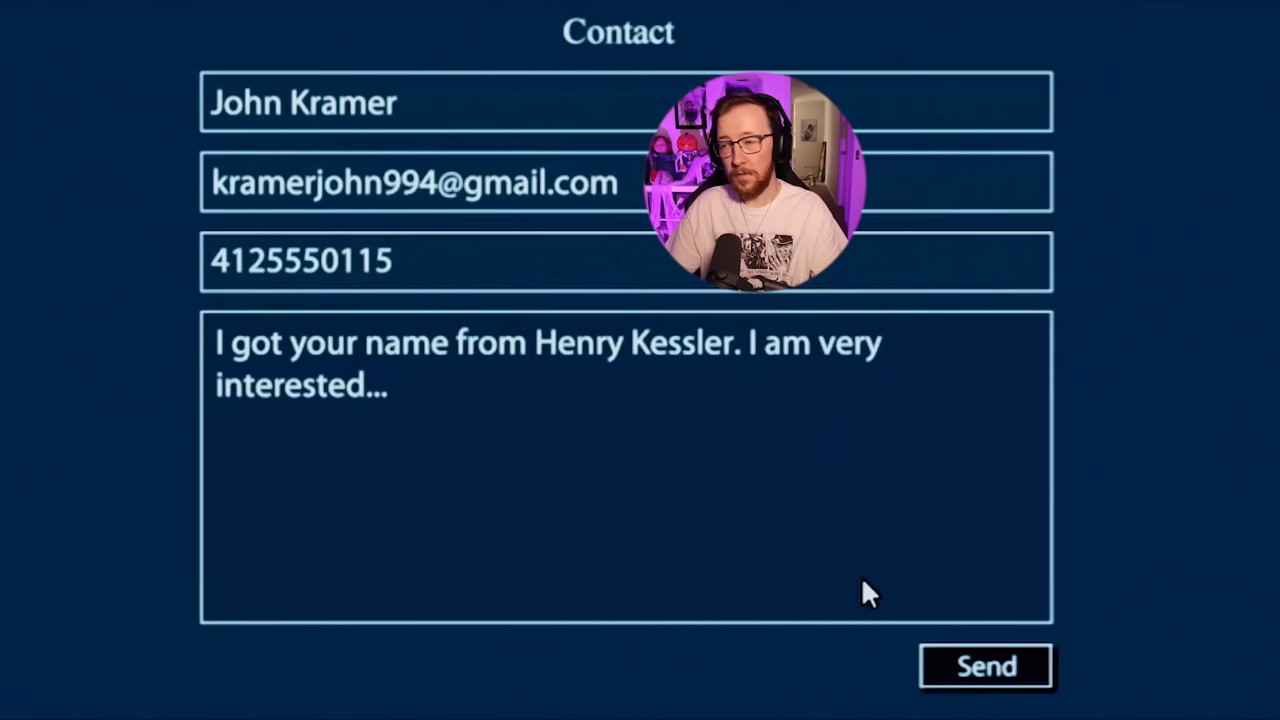 Contact
John Kramer
kramerjohn994@gmail.com
4125550115
I got your name from Henry Kessler. I am very
interested...
Send